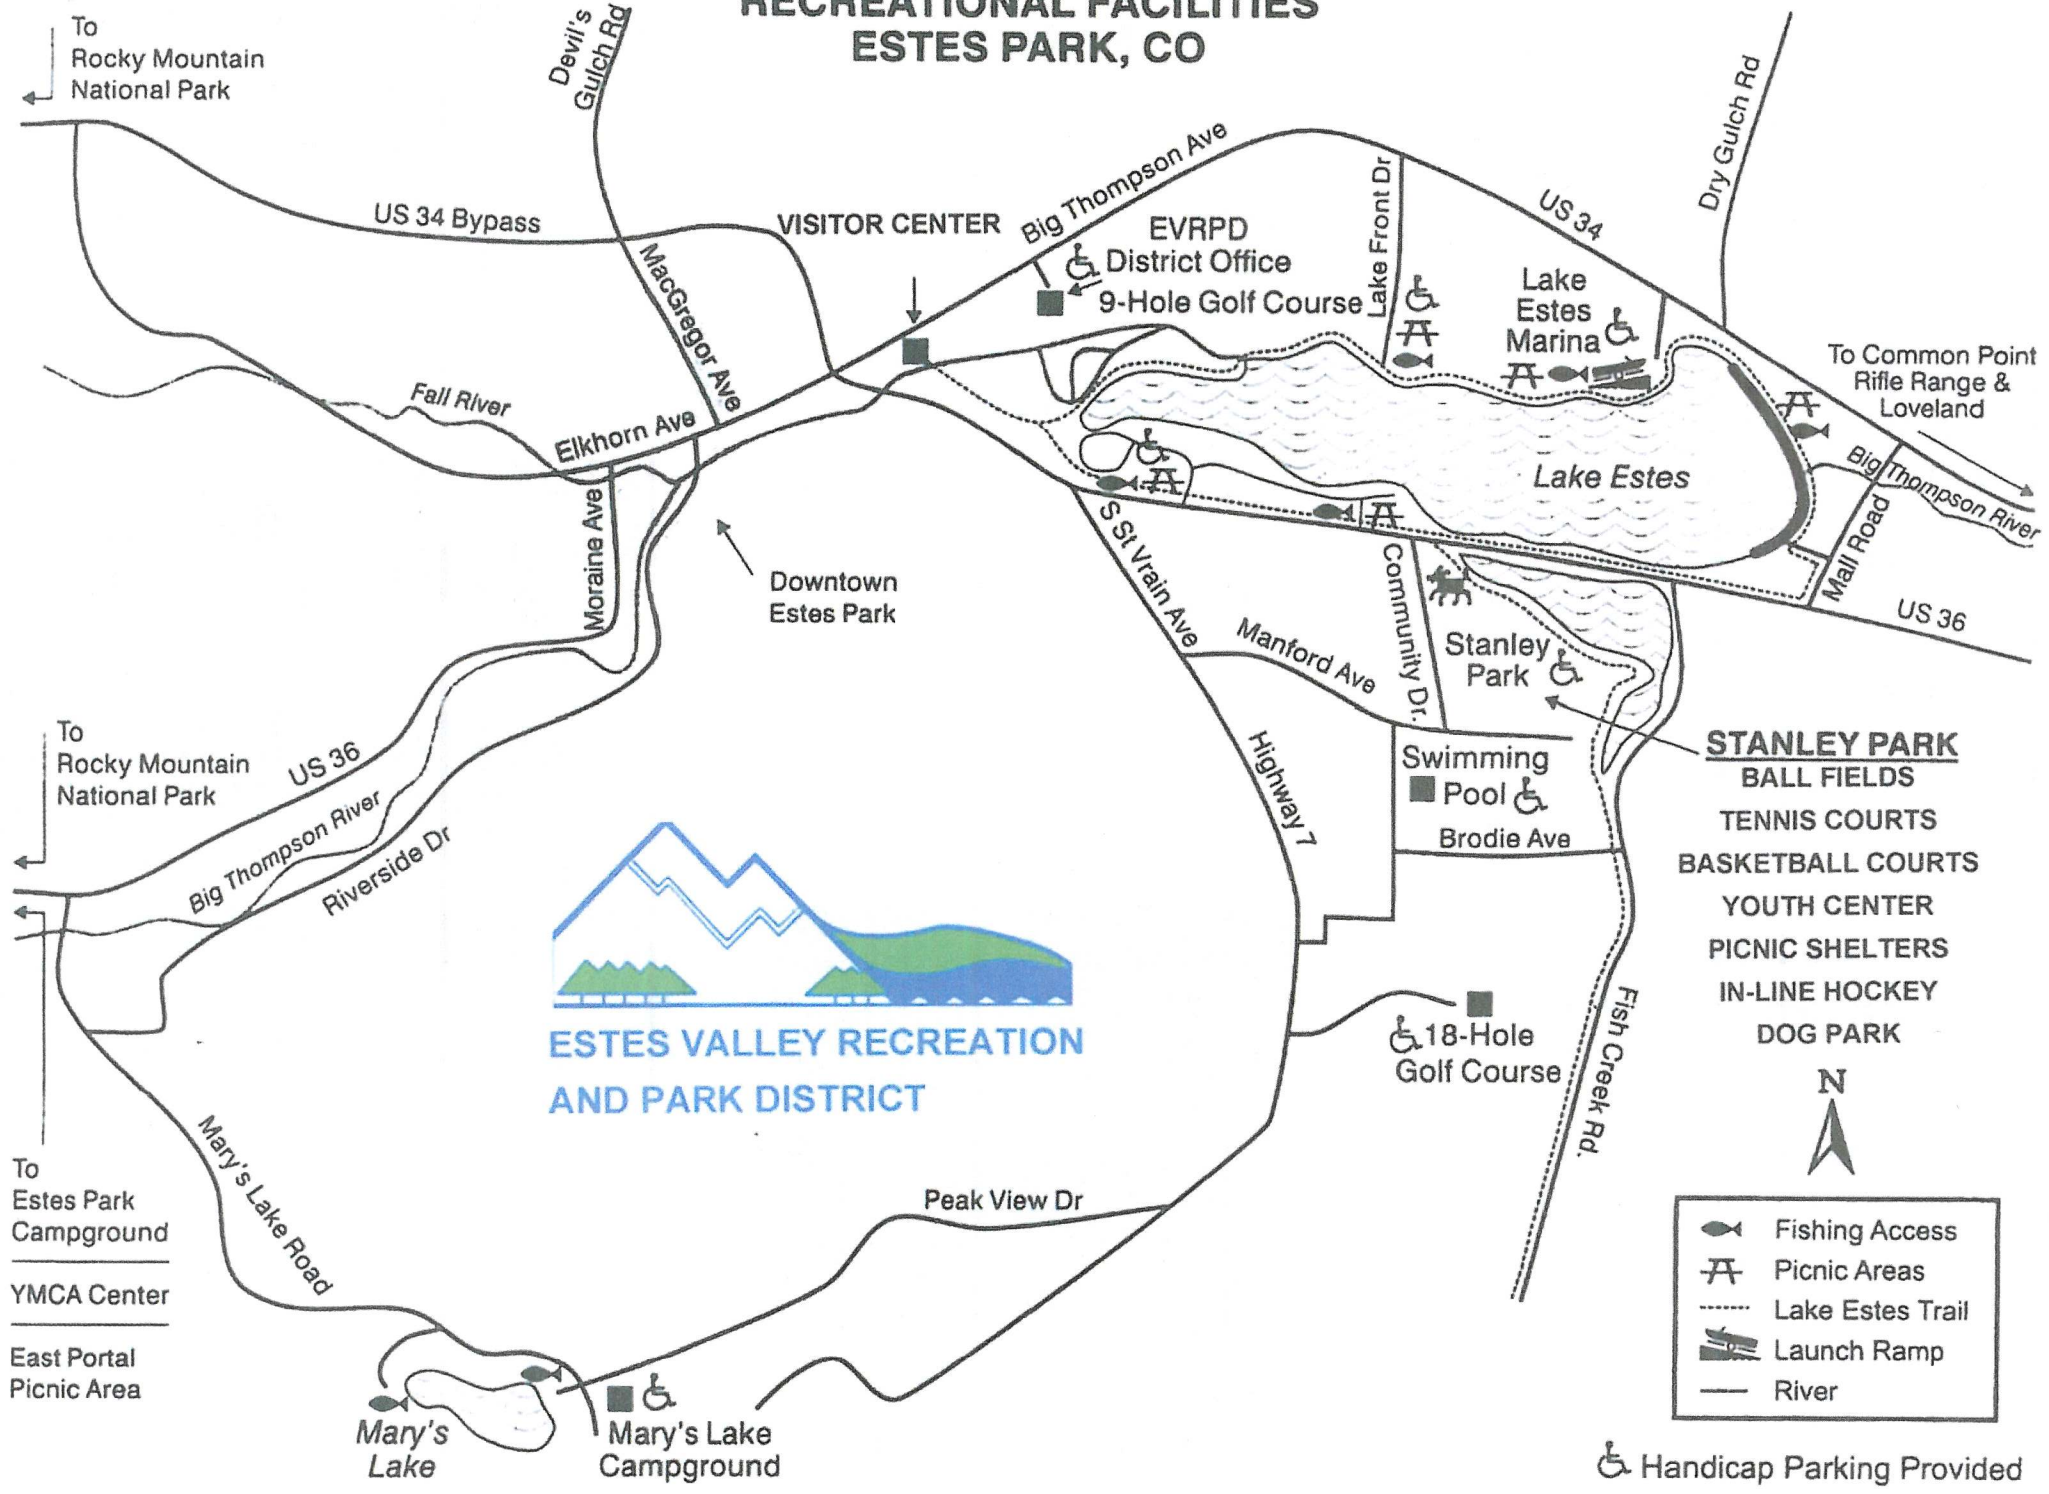 RECREATIONAL FACILITIES
ESTES PARK, CO
To
Rocky Mountain
National Park
Devil's
Gulch Rd
Dry Gulch Rd
US 34 Bypass
VISITOR CENTER
Big Thompson Ave
EVRPD
District Office
9-Hole Golf Course
Lake Front Dr
US 34
Lake
Estes
Marina
MacGregor Ave
To Common Point
Rifle Range &
Loveland
Fall River
Elkhorn Ave
Lake Estes
Big Thompson River
Mall Road
US 36
Moraine Ave
Downtown
Estes Park
S St Vrain Ave
Community Dr.
Manford Ave
Stanley
Park
To
Rocky Mountain
National Park
US 36
Big Thompson River
Riverside Dr
Highway 7
Swimming
Pool
Brodie Ave
STANLEY PARK
BALL FIELDS
TENNIS COURTS
BASKETBALL COURTS
YOUTH CENTER
PICNIC SHELTERS
IN-LINE HOCKEY
DOG PARK
ESTES VALLEY RECREATION
AND PARK DISTRICT
18-Hole
Golf Course
Fish Creek Rd.
N
To
Estes Park
Campground
YMCA Center
East Portal
Picnic Area
Mary's Lake Road
Peak View Dr
Mary's
Lake
Mary's Lake
Campground
Fishing Access
Picnic Areas
Lake Estes Trail
Launch Ramp
River
Handicap Parking Provided